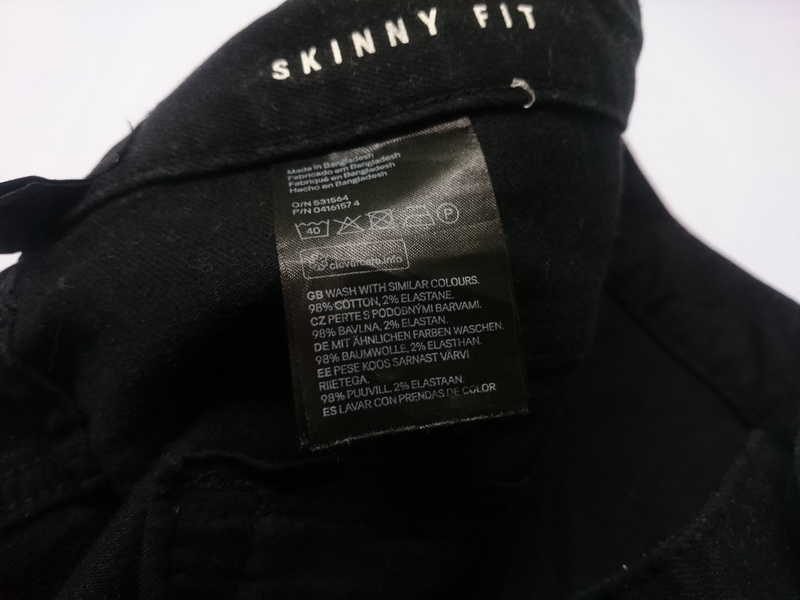 SKINNY FIT
Made in Bangladesh
Fabricado em Bangladesh
Fabriqué en Bangladesh
Hecho en Bangladesh
O/N 531564
P/N 0416157 4
40 P
clevercare.info
GB WASH WITH SIMILAR COLOURS.
98% COTTON, 2% ELASTANE.
CZ PERTE S PODOBNÝMI BARVAMI.
98% BAVLNA, 2% ELASTAN.
DE MIT ÄHNLICHEN FARBEN WASCHEN.
98% BAUMWOLLE, 2% ELASTHAN.
EE PESE KOOS SARNAST VÄRVI
RIIETEGA.
98% PUUVILL, 2% ELASTAAN.
ES LAVAR CON PRENDAS DE COLOR